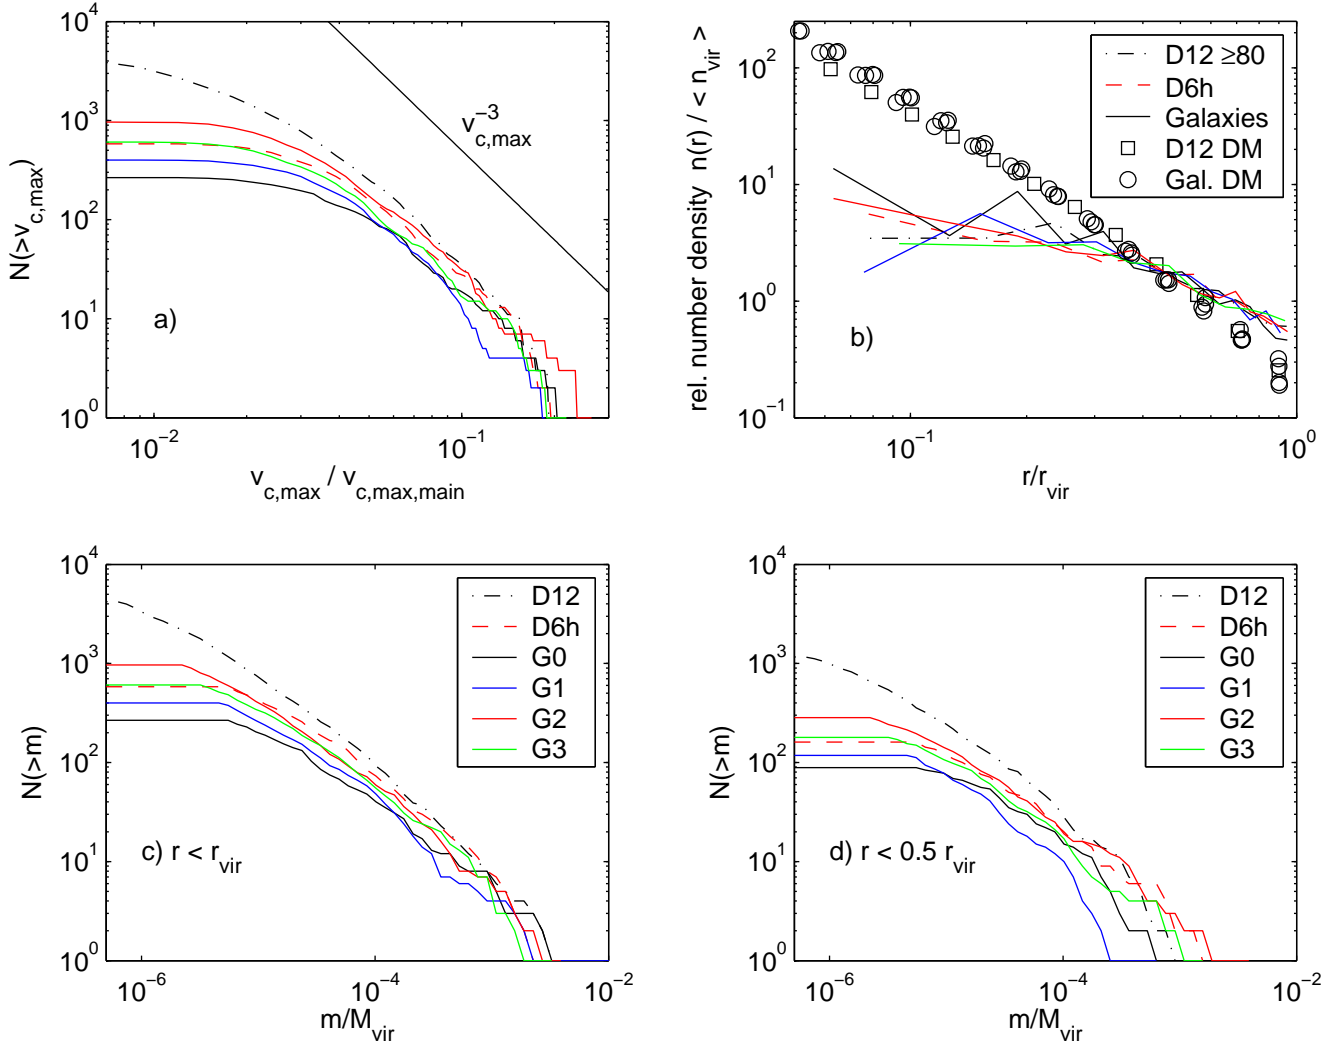 10^4
10^3
10^2
10^1
10^0
N(>v_c,max)
v_c,max^-3
a)
10^-2
10^-1
v_c,max / v_c,max,main
10^2
10^1
10^0
10^-1
rel. number density n(r) / < n_vir >
D12 ≥80
D6h
Galaxies
D12 DM
Gal. DM
b)
10^-1
10^0
r/r_vir
10^4
10^3
10^2
10^1
10^0
N(>m)
D12
D6h
G0
G1
G2
G3
c) r < r_vir
10^-6
10^-4
10^-2
m/M_vir
10^4
10^3
10^2
10^1
10^0
N(>m)
D12
D6h
G0
G1
G2
G3
d) r < 0.5 r_vir
10^-6
10^-4
10^-2
m/M_vir